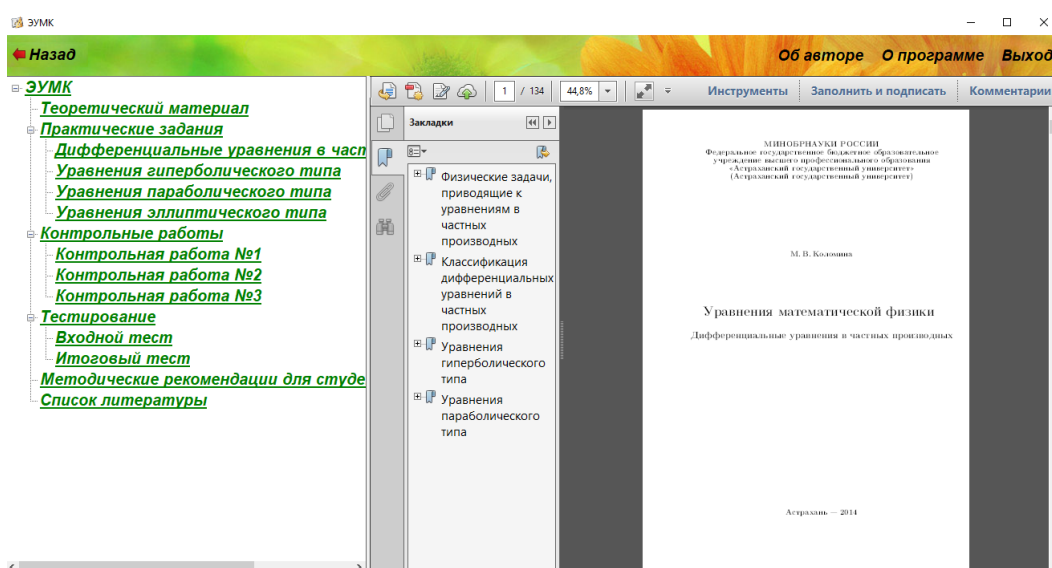 ЭУМК
Назад
Об авторе О программе Выход
ЭУМК
Теоретический материал
Практические задания
Дифференциальные уравнения в част
Уравнения гиперболического типа
Уравнения параболического типа
Уравнения эллиптического типа
Контрольные работы
Контрольная работа №1
Контрольная работа №2
Контрольная работа №3
Тестирование
Входной тест
Итоговый тест
Методические рекомендации для студе
Список литературы
1 / 134 44,8% Инструменты Заполнить и подписать Комментарии
Закладки
Физические задачи,
приводящие к
уравнениям в
частных
производных
Классификация
дифференциальных
уравнений в
частных
производных
Уравнения
гиперболического
типа
Уравнения
параболического
типа
МИНОБРНАУКИ РОССИИ
Федеральное государственное бюджетное образовательное
учреждение высшего профессионального образования
«Астраханский государственный университет»
(Астраханский государственный университет)
М. В. Коломина
Уравнения математической физики
Дифференциальные уравнения в частных производных
Астрахань — 2014